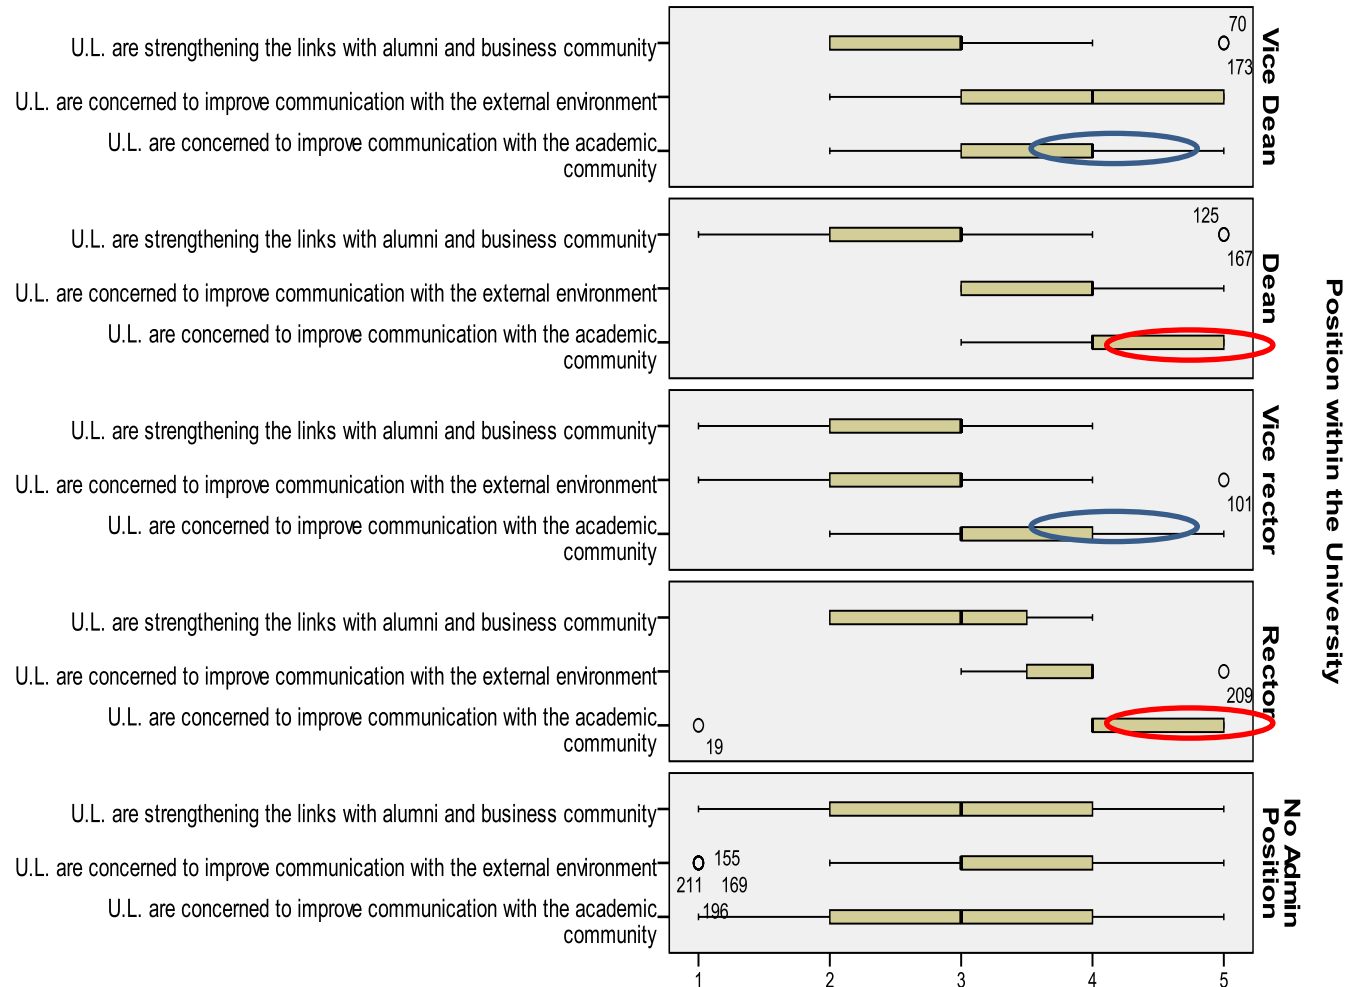 U.L. are strengthening the links with alumni and business community
U.L. are concerned to improve communication with the external environment
U.L. are concerned to improve communication with the academic
community
70
173
Vice Dean
U.L. are strengthening the links with alumni and business community
U.L. are concerned to improve communication with the external environment
U.L. are concerned to improve communication with the academic
community
125
167
Dean
U.L. are strengthening the links with alumni and business community
U.L. are concerned to improve communication with the external environment
U.L. are concerned to improve communication with the academic
community
101
Vice rector
U.L. are strengthening the links with alumni and business community
U.L. are concerned to improve communication with the external environment
U.L. are concerned to improve communication with the academic
community
209
19
Rector
U.L. are strengthening the links with alumni and business community
U.L. are concerned to improve communication with the external environment
U.L. are concerned to improve communication with the academic
community
155
211 169
196
No Admin
Position
1 2 3 4 5
Position within the University